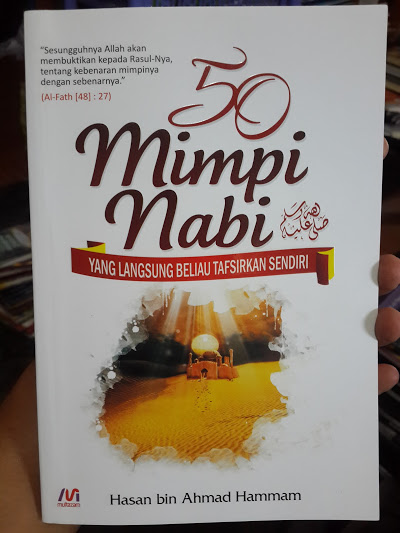 "Sesungguhnya Allah akan
membuktikan kepada Rasul-Nya,
tentang kebenaran mimpinya
dengan sebenarnya."
(Al-Fath [48] : 27)
50
Mimpi
Nabi
صلى الله عليه وسلم
YANG LANGSUNG BELIAU TAFSIRKAN SENDIRI
multazam
Hasan bin Ahmad Hammam